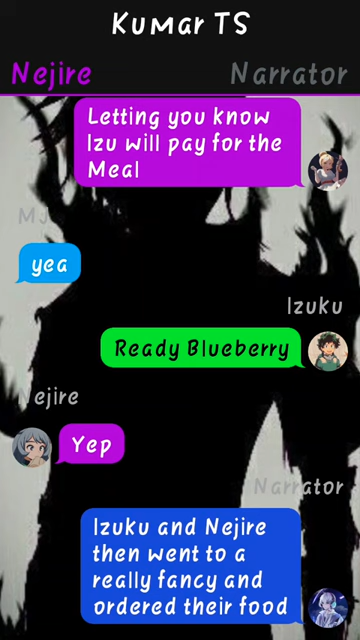 Kumar TS
Nejire
Narrator
Letting you know
Izu will pay for the
Meal
yea
Izuku
Ready Blueberry
Nejire
Yep
Narrator
Izuku and Nejire
then went to a
really fancy and
ordered their food